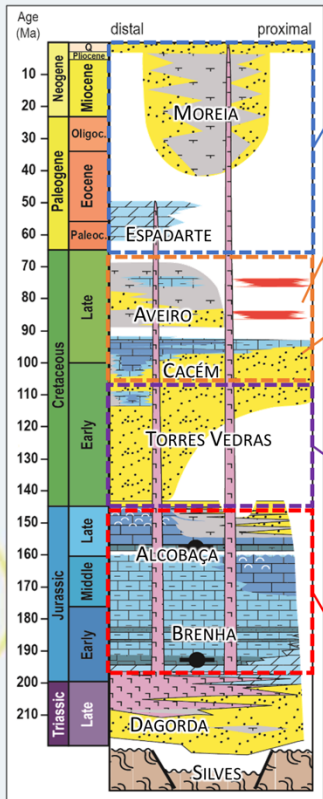 Age
(Ma)
distal
proximal
Neogene
Paleogene
Cretaceous
Jurassic
Triassic
Q
Pliocene
Miocene
Oligoc.
Eocene
Paleoc.
Late
Early
Late
Middle
Early
Late
10
20
30
40
50
60
70
80
90
100
110
120
130
140
150
160
170
180
190
200
210
MOREIA
ESPADARTE
AVEIRO
CACÉM
TORRES VEDRAS
ALCOBAÇA
BRENHA
DAGORDA
SILVES